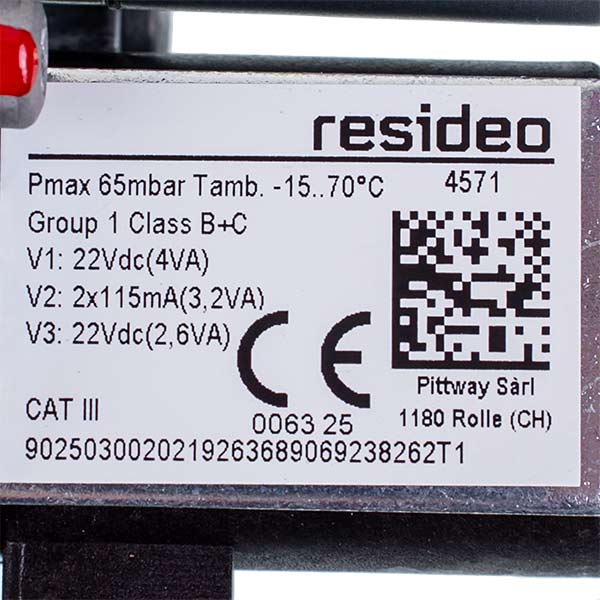 resideo
Pmax 65mbar Tamb. -15..70°C 4571
Group 1 Class B+C
V1: 22Vdc(4VA)
V2: 2x115mA(3,2VA)
V3: 22Vdc(2,6VA)
CE
Pittway Sàrl
CAT III
0063 25
1180 Rolle (CH)
90250300202192636890692382​62T1